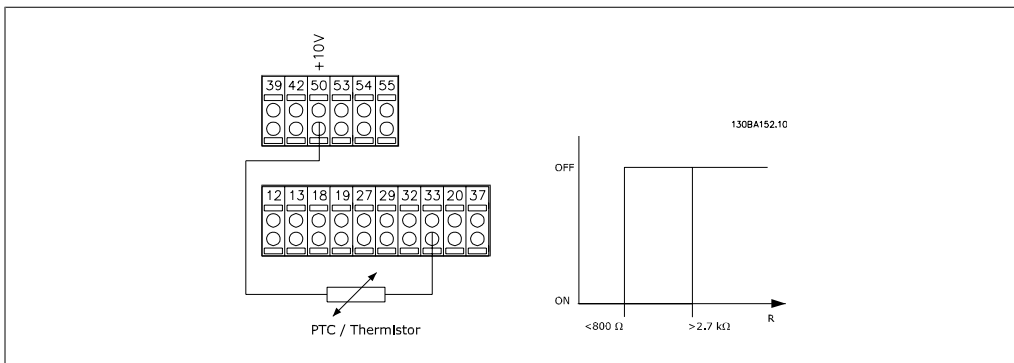 +10V
39 42 50 53 54 55
130BA152.10
OFF
12 13 18 19 27 29 32 33 20 37
ON
R
<800 Ω
>2.7 kΩ
PTC / Thermistor